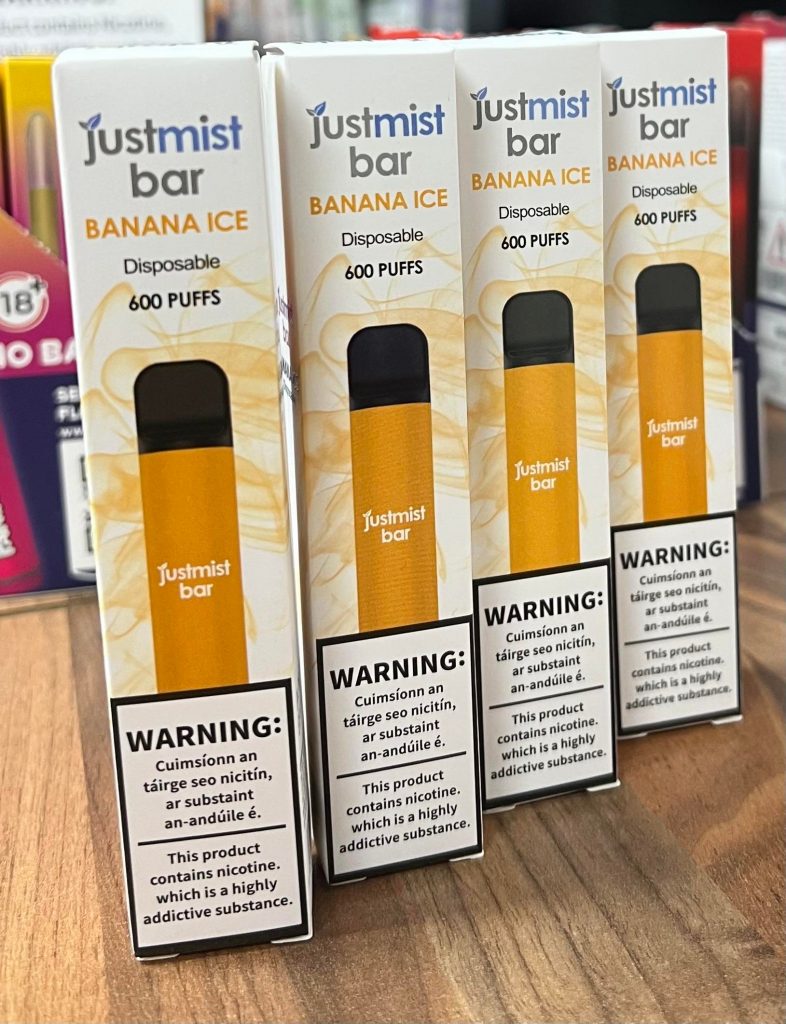 justmist
bar
BANANA ICE
Disposable
600 PUFFS
justmist
bar
WARNING:
Cuimsíonn an
táirge seo nicitín,
ar substaint
an-andúile é.
This product
contains nicotine.
which is a highly
addictive substance.
justmist
bar
BANANA ICE
Disposable
600 PUFFS
justmist
bar
WARNING:
Cuimsíonn an
táirge seo nicitín,
ar substaint
an-andúile é.
This product
contains nicotine.
which is a highly
addictive substance.
justmist
bar
BANANA ICE
Disposable
600 PUFFS
justmist
bar
WARNING:
Cuimsíonn an
táirge seo nicitín,
ar substaint
an-andúile é.
This product
contains nicotine.
which is a highly
addictive substance.
justmist
bar
BANANA ICE
Disposable
600 PUFFS
justmist
bar
WARNING:
Cuimsíonn an
táirge seo nicitín,
ar substaint
an-andúile é.
This product
contains nicotine.
which is a highly
addictive substance.
18+